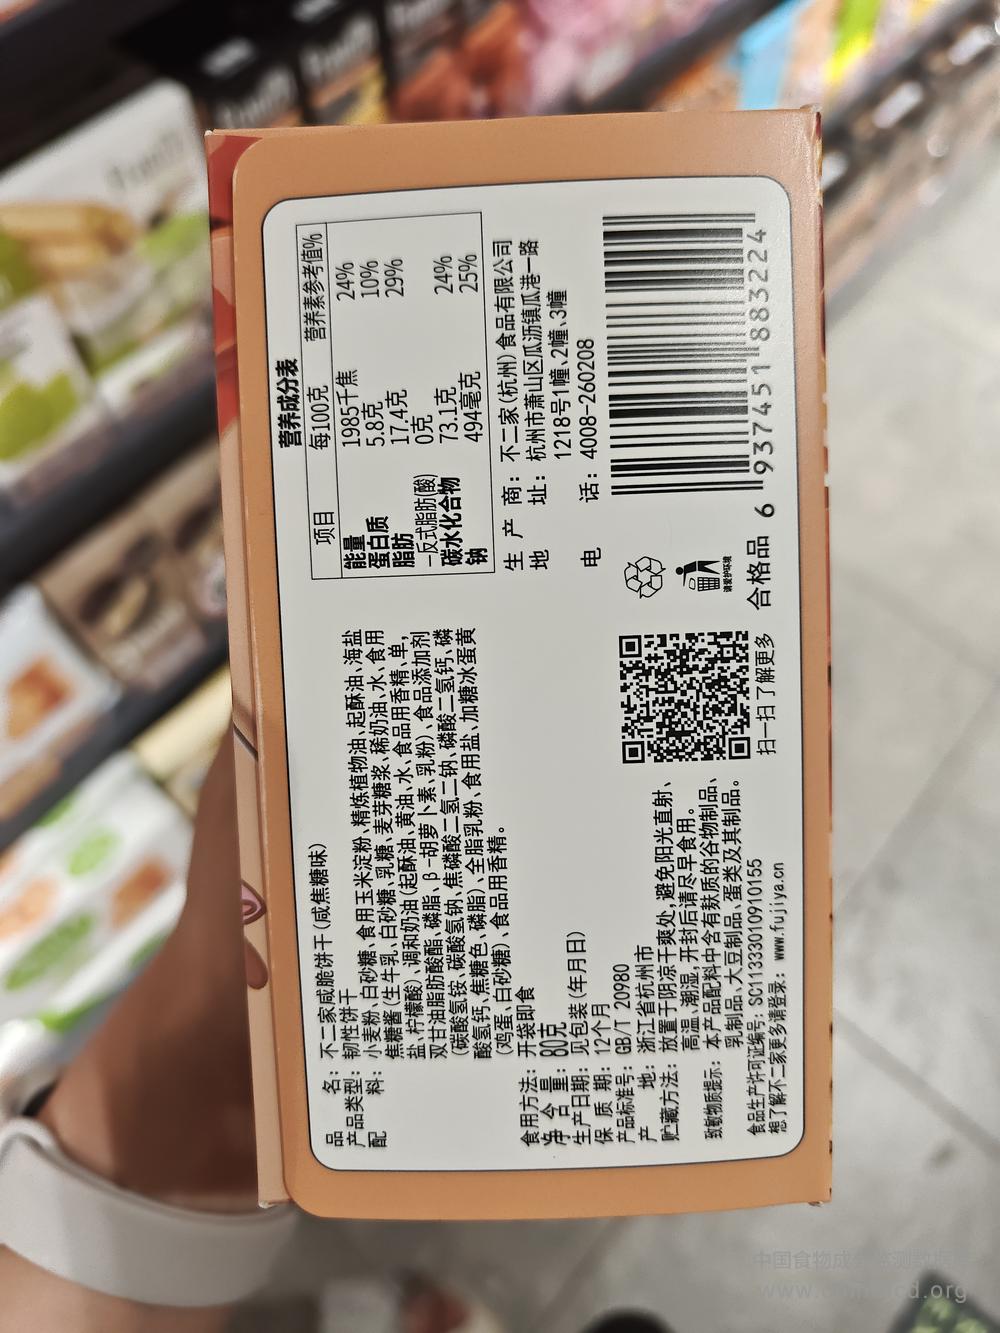 品 名: 不二家咸脆饼干(咸焦糖味)
产品类型: 韧性饼干
配 料: 小麦粉、白砂糖、食用玉米淀粉、精炼植物油、起酥油、海盐
焦糖酱(生牛乳、白砂糖、乳糖、麦芽糖浆、稀奶油、水、食用
盐、柠檬酸)、调和奶油(起酥油、黄油、水、食品用香精、单,
双甘油脂肪酸酯、磷脂、β-胡萝卜素、乳粉)、食品添加剂
(碳酸氢铵、碳酸氢钠、焦磷酸二氢二钠、磷酸二氢钙、磷
酸氢钙、焦糖色、磷脂)、全脂乳粉、食用盐、加糖冰蛋黄
(鸡蛋、白砂糖)、食品用香精。
食用方法: 开袋即食
净 含 量: 80克
生产日期: 见包装(年月日)
保 质 期: 12个月
产品标准号: GB/T 20980
产 地: 浙江省杭州市
贮藏方法: 放置于阴凉干爽处,避免阳光直射、
高温、潮湿,开封后请尽早食用。
致敏物质提示: 本产品配料中含有麸质的谷物制品、
乳制品、大豆制品、蛋类及其制品。
食品生产许可证编号: SC11333010910155
想了解不二家更多请登录: www.fujiya.cn
扫一扫 了解更多
营养成分表
项目 每100克 营养素参考值%
能量 1985千焦 24%
蛋白质 5.8克 10%
脂肪 17.4克 29%
-反式脂肪(酸) 0克
碳水化合物 73.1克 24%
钠 494毫克 25%
生 产 商: 不二家(杭州)食品有限公司
地 址: 杭州市萧山区瓜沥镇瓜港一路
1218号1幢、2幢、3幢
电 话: 4008-260208
请爱护环境
合格品
6 937451 883224
中国食物成分监测数据库